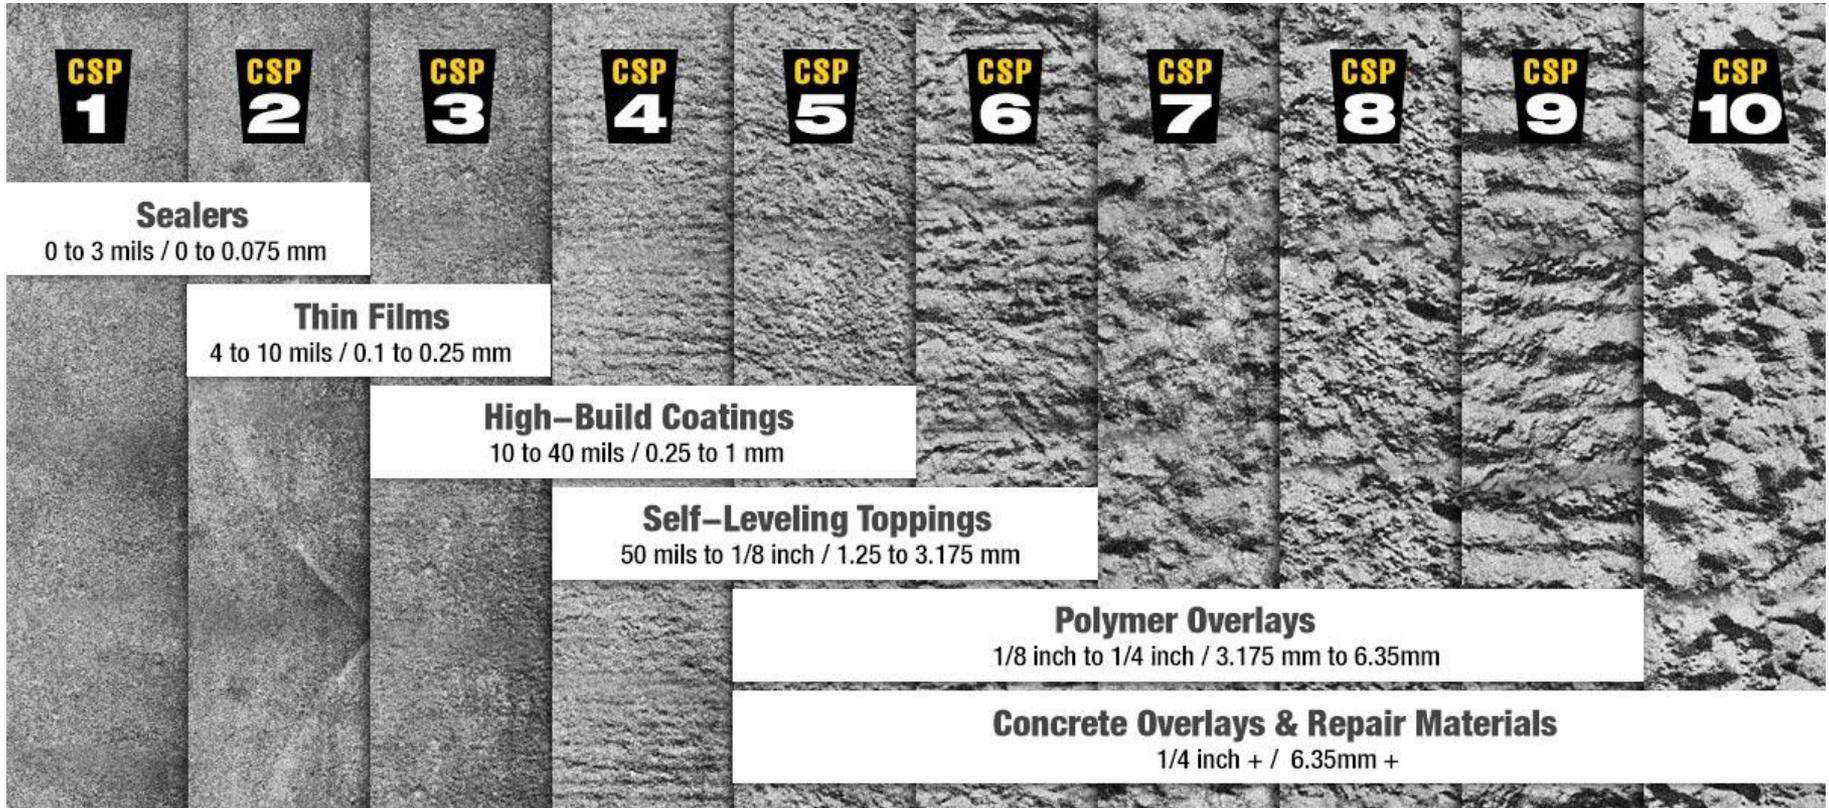 CSP
1
CSP
2
CSP
3
CSP
4
CSP
5
CSP
6
CSP
7
CSP
8
CSP
9
CSP
10
Sealers
0 to 3 mils / 0 to 0.075 mm
Thin Films
4 to 10 mils / 0.1 to 0.25 mm
High–Build Coatings
10 to 40 mils / 0.25 to 1 mm
Self–Leveling Toppings
50 mils to 1/8 inch / 1.25 to 3.175 mm
Polymer Overlays
1/8 inch to 1/4 inch / 3.175 mm to 6.35mm
Concrete Overlays & Repair Materials
1/4 inch + / 6.35mm +